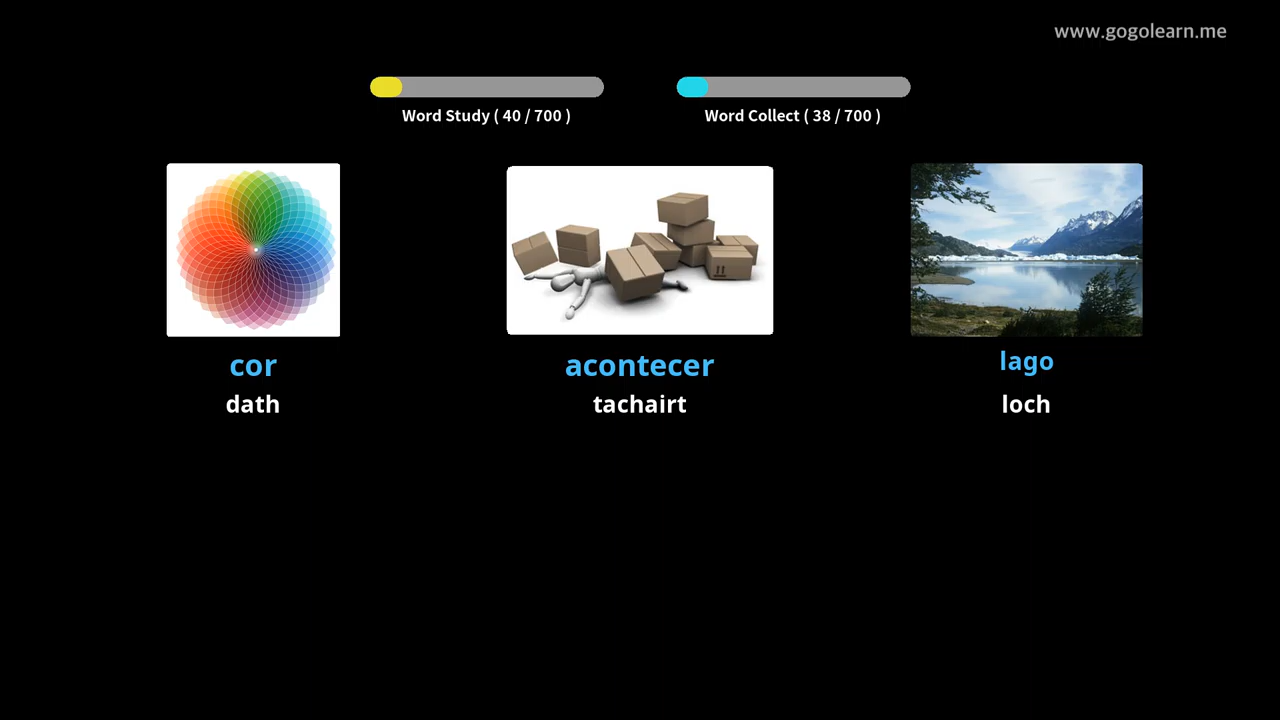 www.gogolearn.me
Word Study ( 40 / 700 )
Word Collect ( 38 / 700 )
cor
dath
acontecer
tachairt
lago
loch